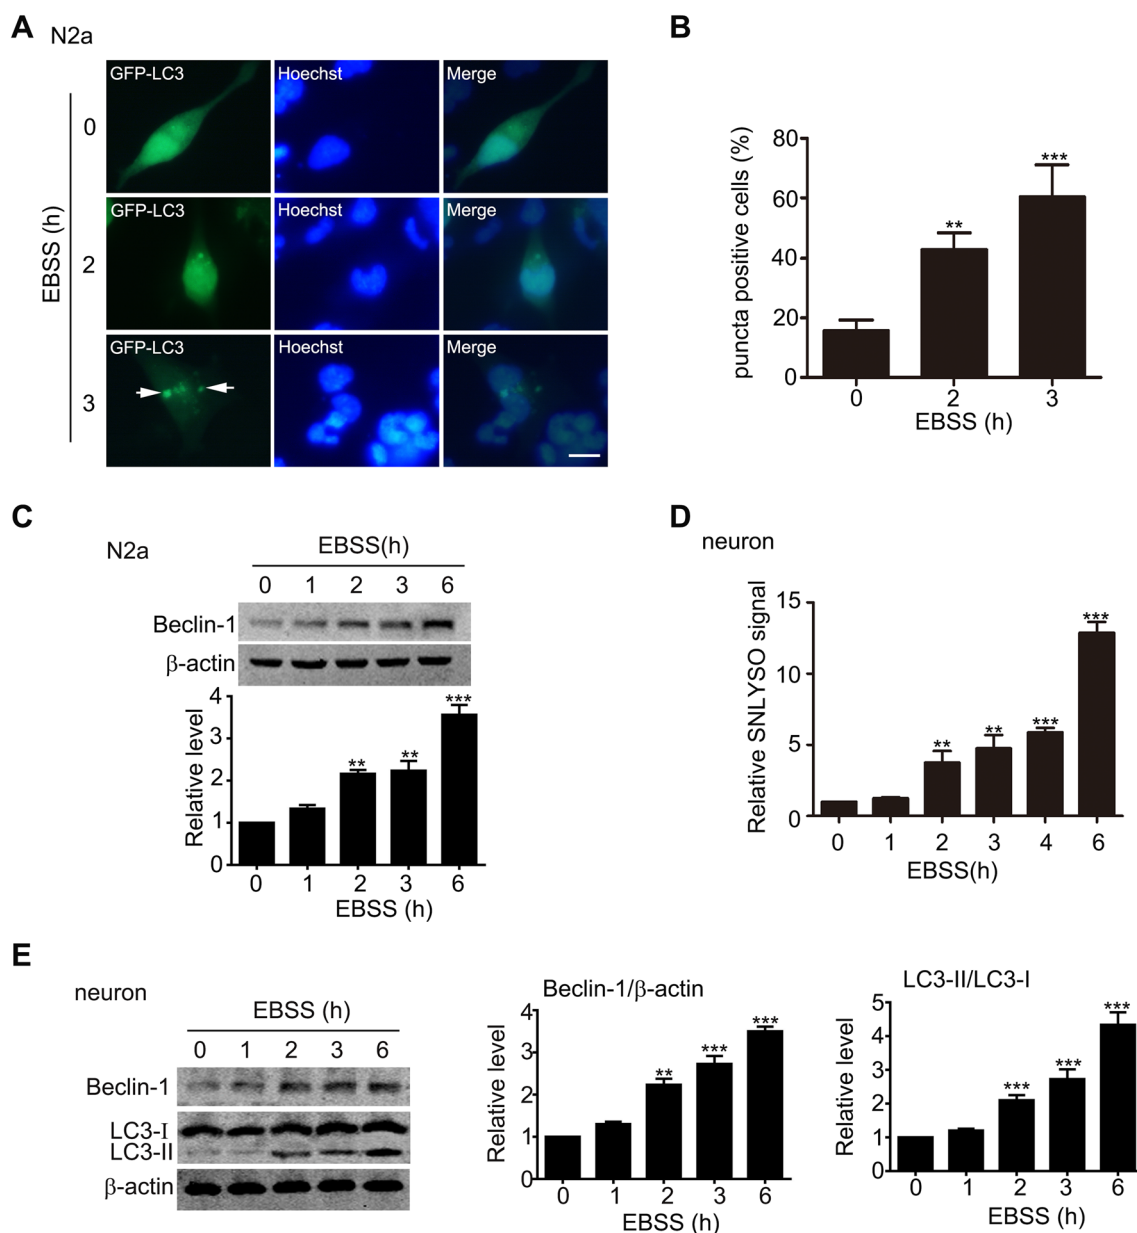 A N2a
GFP-LC3 Hoechst Merge
0
GFP-LC3 Hoechst Merge
2
GFP-LC3 Hoechst Merge
3
EBSS (h)
B
puncta positive cells (%)
80
60
40
20
0
** ***
0 2 3
EBSS (h)
C
N2a
EBSS(h)
0 1 2 3 6
Beclin-1
β-actin
Relative level
4
3
2
1
0
** ** ***
0 1 2 3 6
EBSS (h)
D
neuron
Relative SNLYSO signal
15
10
5
0
** ** *** ***
0 1 2 3 4 6
EBSS(h)
E
neuron
EBSS (h)
0 1 2 3 6
Beclin-1
LC3-I
LC3-II
β-actin
Beclin-1/β-actin
Relative level
4
3
2
1
0
** *** ***
0 1 2 3 6
EBSS (h)
LC3-II/LC3-I
Relative level
5
4
3
2
1
0
*** *** ***
0 1 2 3 6
EBSS (h)